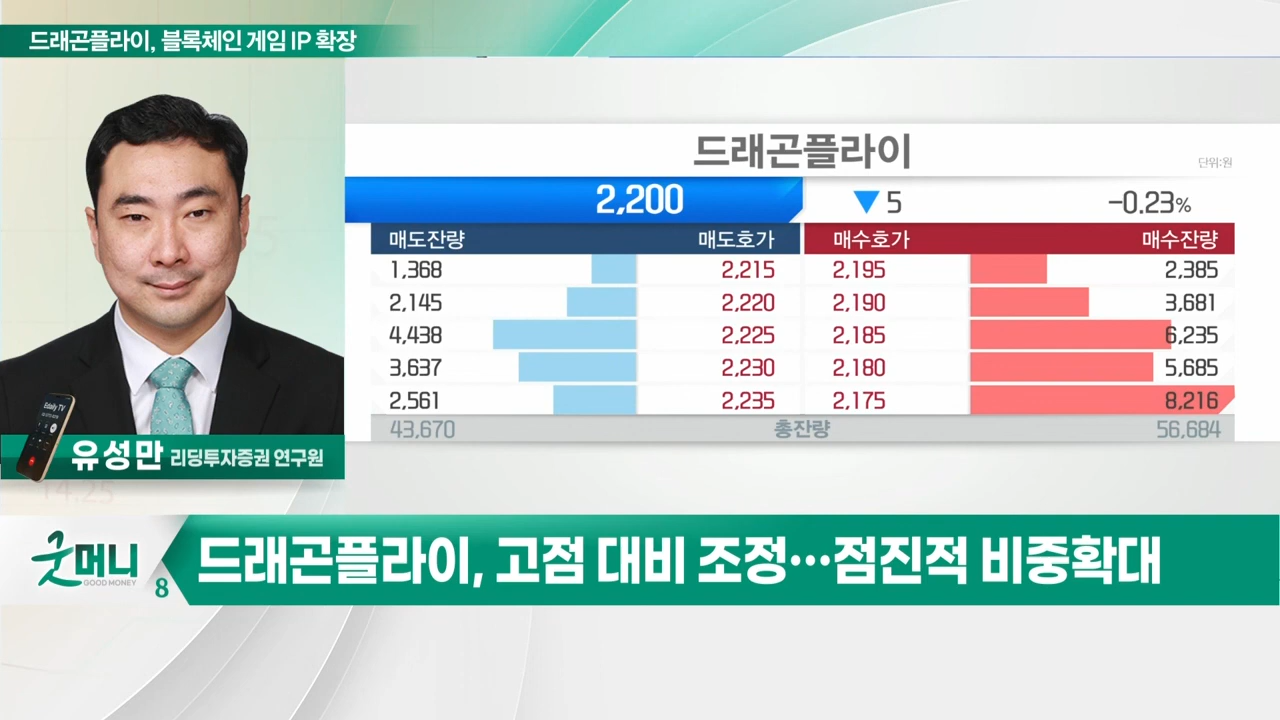 드래곤플라이, 블록체인 게임 IP 확장
드래곤플라이
단위:원
2,200 ▼ 5 -0.23%
매도잔량 매도호가 매수호가 매수잔량
1,368 2,215 2,195 2,385
2,145 2,220 2,190 3,681
4,438 2,225 2,185 6,235
3,637 2,230 2,180 5,685
2,561 2,235 2,175 8,216
43,670 총잔량 56,684
Edaily TV
유성만 리딩투자증권 연구원
14.25
굿머니
GOOD MONEY
8
드래곤플라이, 고점 대비 조정…점진적 비중확대